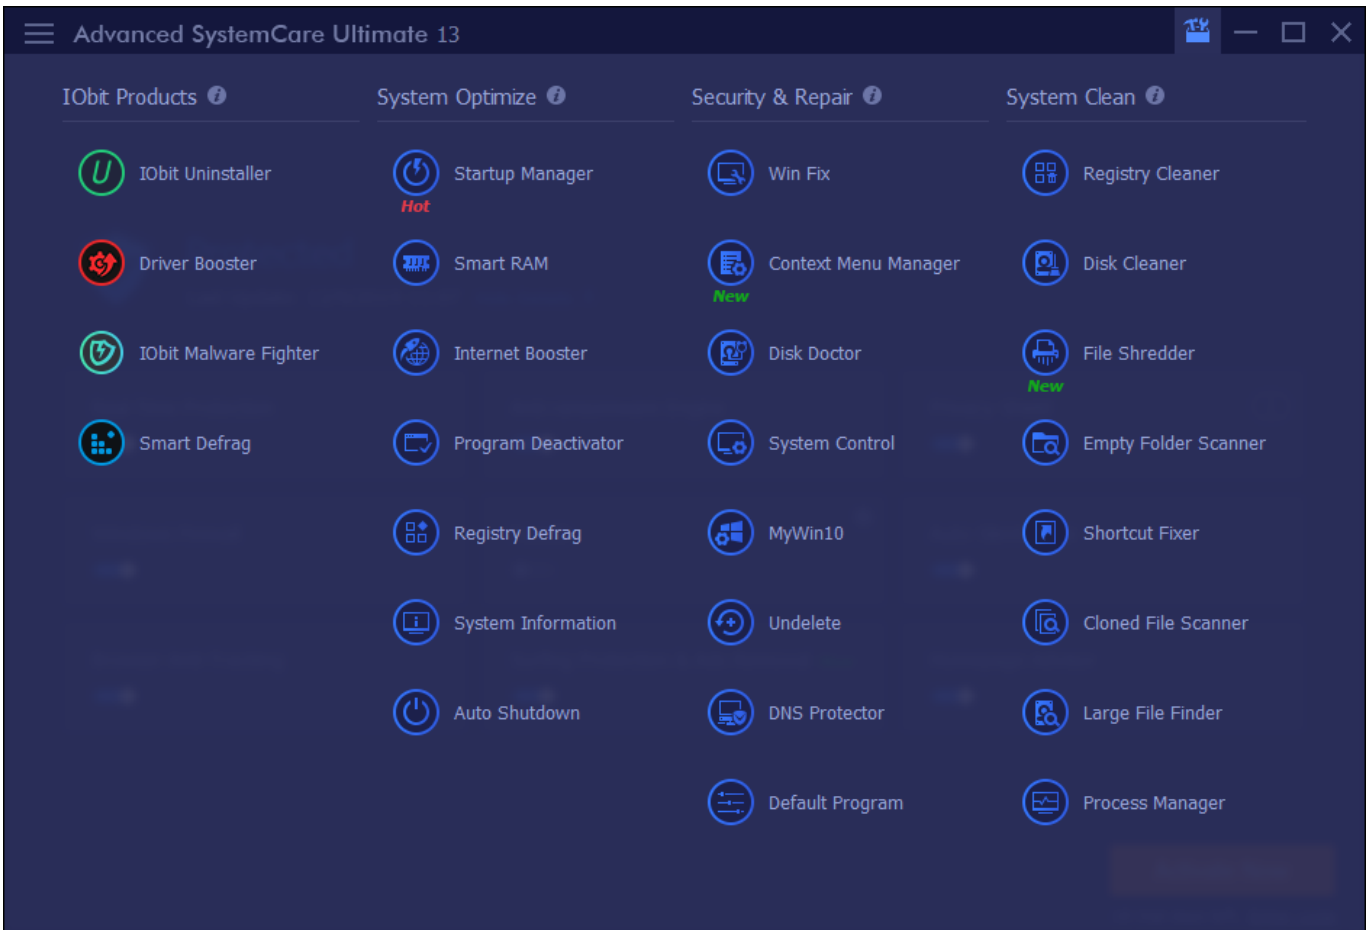 Advanced SystemCare Ultimate 13
IObit Products
IObit Uninstaller
Driver Booster
IObit Malware Fighter
Smart Defrag
System Optimize
Startup Manager
Hot
Smart RAM
Internet Booster
Program Deactivator
Registry Defrag
System Information
Auto Shutdown
Security & Repair
Win Fix
Context Menu Manager
New
Disk Doctor
System Control
MyWin10
Undelete
DNS Protector
Default Program
System Clean
Registry Cleaner
Disk Cleaner
File Shredder
New
Empty Folder Scanner
Shortcut Fixer
Cloned File Scanner
Large File Finder
Process Manager